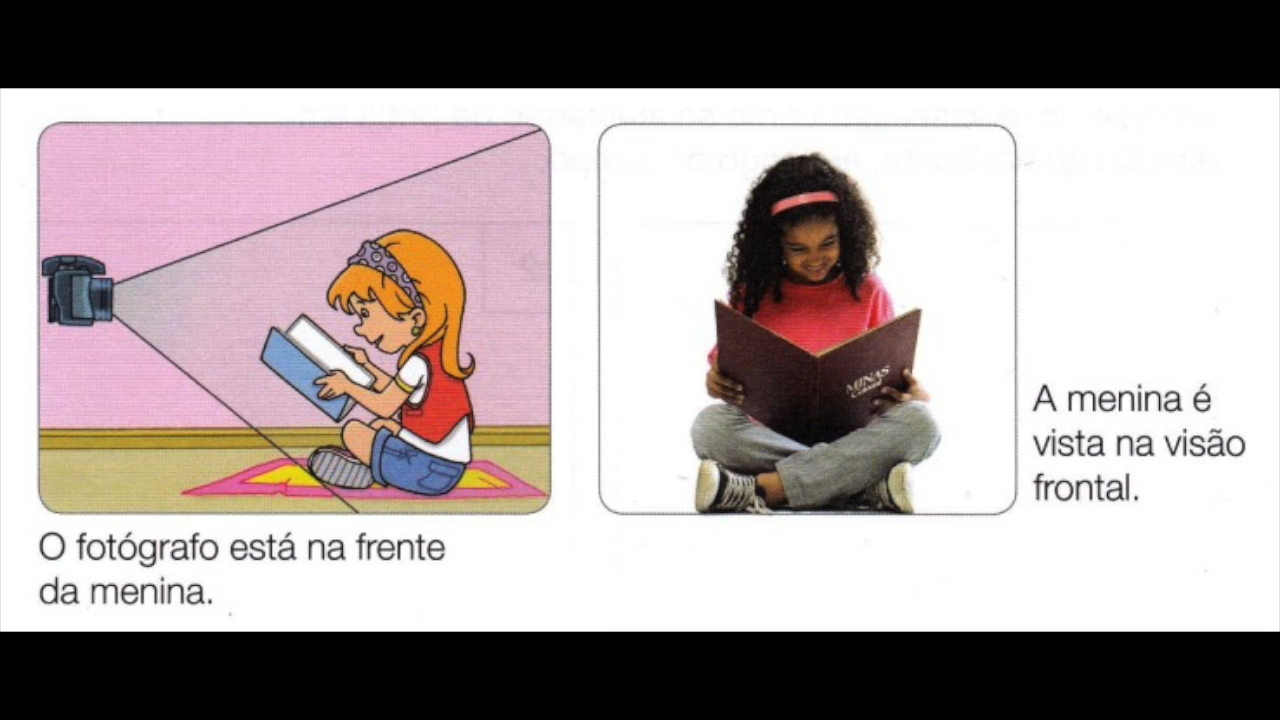 O fotógrafo está na frente
da menina.
MINAS
A menina é
vista na visão
frontal.